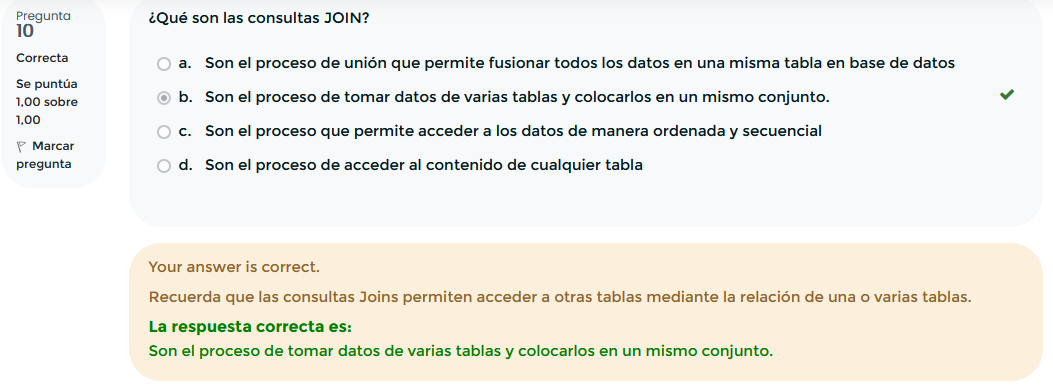 Pregunta
10
Correcta
Se puntúa
1,00 sobre
1,00
Marcar
pregunta
¿Qué son las consultas JOIN?
a. Son el proceso de unión que permite fusionar todos los datos en una misma tabla en base de datos
b. Son el proceso de tomar datos de varias tablas y colocarlos en un mismo conjunto.
c. Son el proceso que permite acceder a los datos de manera ordenada y secuencial
d. Son el proceso de acceder al contenido de cualquier tabla
Your answer is correct.
Recuerda que las consultas Joins permiten acceder a otras tablas mediante la relación de una o varias tablas.
La respuesta correcta es:
Son el proceso de tomar datos de varias tablas y colocarlos en un mismo conjunto.